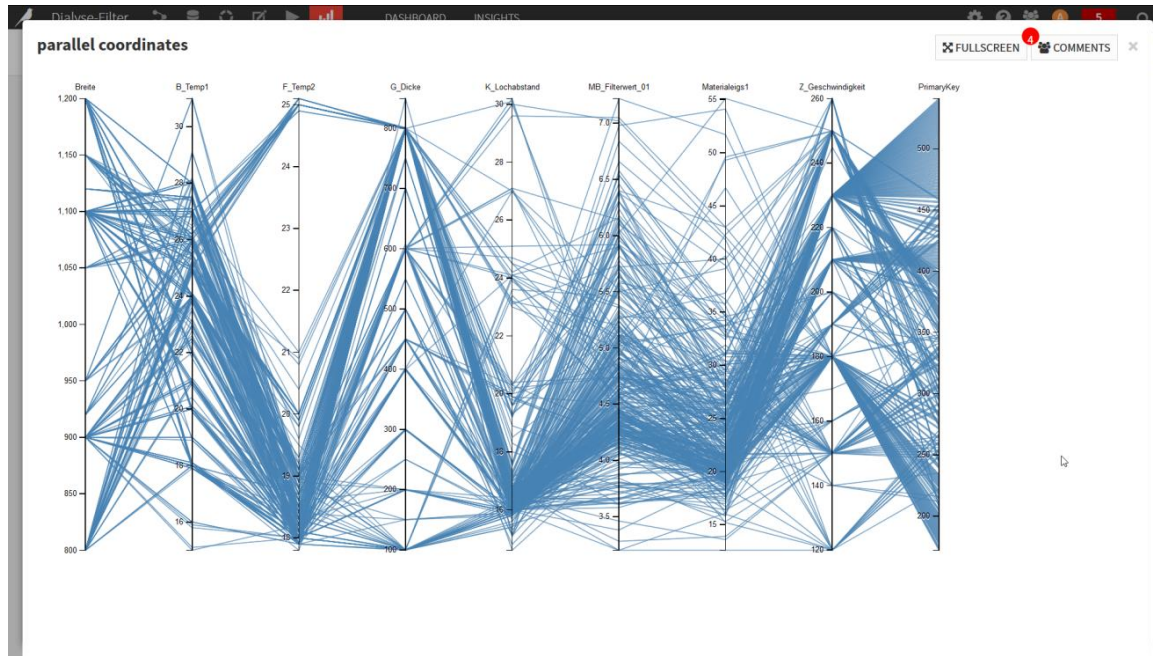 Dialyse-Filter DASHBOARD INSIGHTS A 5
parallel coordinates
FULLSCREEN 4 COMMENTS ×
Breite B_Temp1 F_Temp2 G_Dicke K_Lochabstand MB_Filterwert_01 Materialeigs1 Z_Geschwindigkeit PrimaryKey
1,200 1,150 1,100 1,050 1,000 950 900 850 800
30 28 26 24 22 20 18 16
25 24 23 22 21 20 19 18
800 700 600 500 400 300 200 100
30 28 26 24 22 20 18 16
7.0 6.5 6.0 5.5 5.0 4.5 4.0 3.5
55 50 45 40 35 30 25 20 15
260 240 220 200 180 160 140 120
500 450 400 350 300 250 200